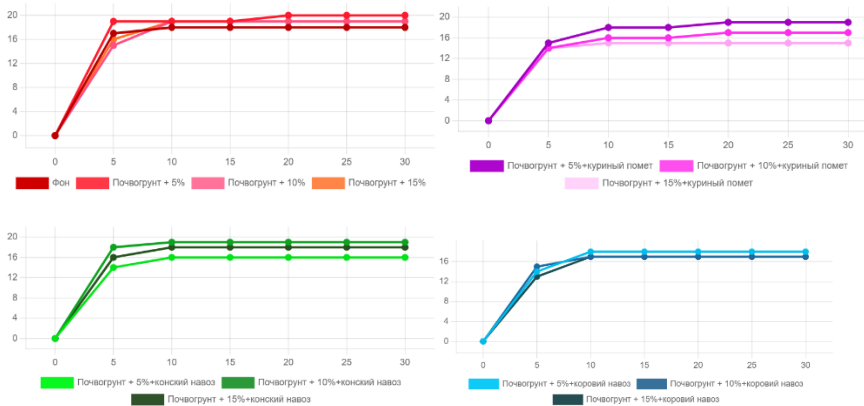 20
16
12
8
4
0
0 5 10 15 20 25 30
Фон Почвогрунт + 5% Почвогрунт + 10% Почвогрунт + 15%
20
16
12
8
4
0
0 5 10 15 20 25 30
Почвогрунт + 5%+куриный помет Почвогрунт + 10%+куриный помет
Почвогрунт + 15%+куриный помет
20
16
12
8
4
0
0 5 10 15 20 25 30
Почвогрунт + 5%+конский навоз Почвогрунт + 10%+конский навоз
Почвогрунт + 15%+конский навоз
16
12
8
4
0
0 5 10 15 20 25 30
Почвогрунт + 5%+коровий навоз Почвогрунт + 10%+коровий навоз
Почвогрунт + 15%+коровий навоз